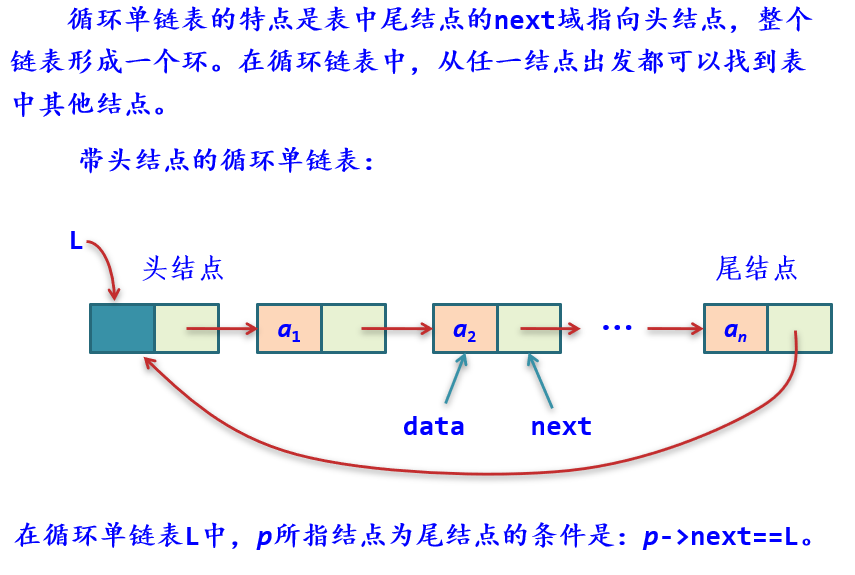 循环单链表的特点是表中尾结点的next域指向头结点，整个
链表形成一个环。在循环链表中，从任一结点出发都可以找到表
中其他结点。
带头结点的循环单链表：
L
头结点
尾结点
a1
a2
…
an
data
next
在循环单链表L中，p所指结点为尾结点的条件是：p->next==L。